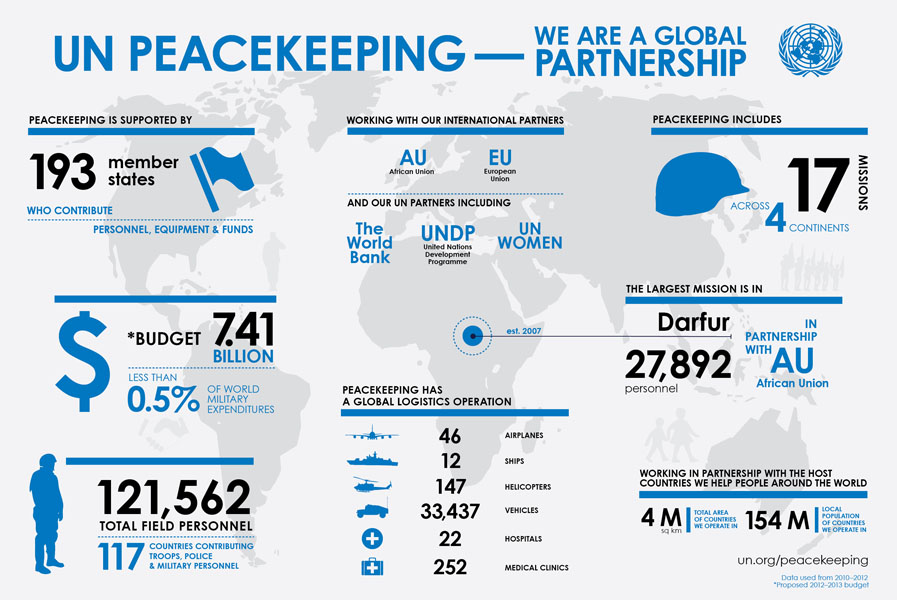 UN PEACEKEEPING — WE ARE A GLOBAL
PARTNERSHIP
PEACEKEEPING IS SUPPORTED BY
193 member
states
WHO CONTRIBUTE
PERSONNEL, EQUIPMENT & FUNDS
*BUDGET 7.41
BILLION
$
LESS THAN
0.5%
OF WORLD
MILITARY
EXPENDITURES
121,562
TOTAL FIELD PERSONNEL
117
COUNTRIES CONTRIBUTING
TROOPS, POLICE
& MILITARY PERSONNEL
WORKING WITH OUR INTERNATIONAL PARTNERS
AU
African Union
EU
European
Union
AND OUR UN PARTNERS INCLUDING
The
World
Bank
UNDP
United Nations
Development
Programme
UN
WOMEN
est. 2007
PEACEKEEPING HAS
A GLOBAL LOGISTICS OPERATION
46 AIRPLANES
12 SHIPS
147 HELICOPTERS
33,437 VEHICLES
22 HOSPITALS
252 MEDICAL CLINICS
PEACEKEEPING INCLUDES
17
MISSIONS
ACROSS
4 CONTINENTS
THE LARGEST MISSION IS IN
Darfur
27,892
personnel
IN
PARTNERSHIP
WITH AU
African Union
WORKING IN PARTNERSHIP WITH THE HOST
COUNTRIES WE HELP PEOPLE AROUND THE WORLD
4 M
sq km
TOTAL AREA
OF COUNTRIES
WE OPERATE IN
154 M
LOCAL
POPULATION
OF COUNTRIES
WE OPERATE IN
un.org/peacekeeping
Data used from 2010–2012
*Proposed 2012–2013 budget